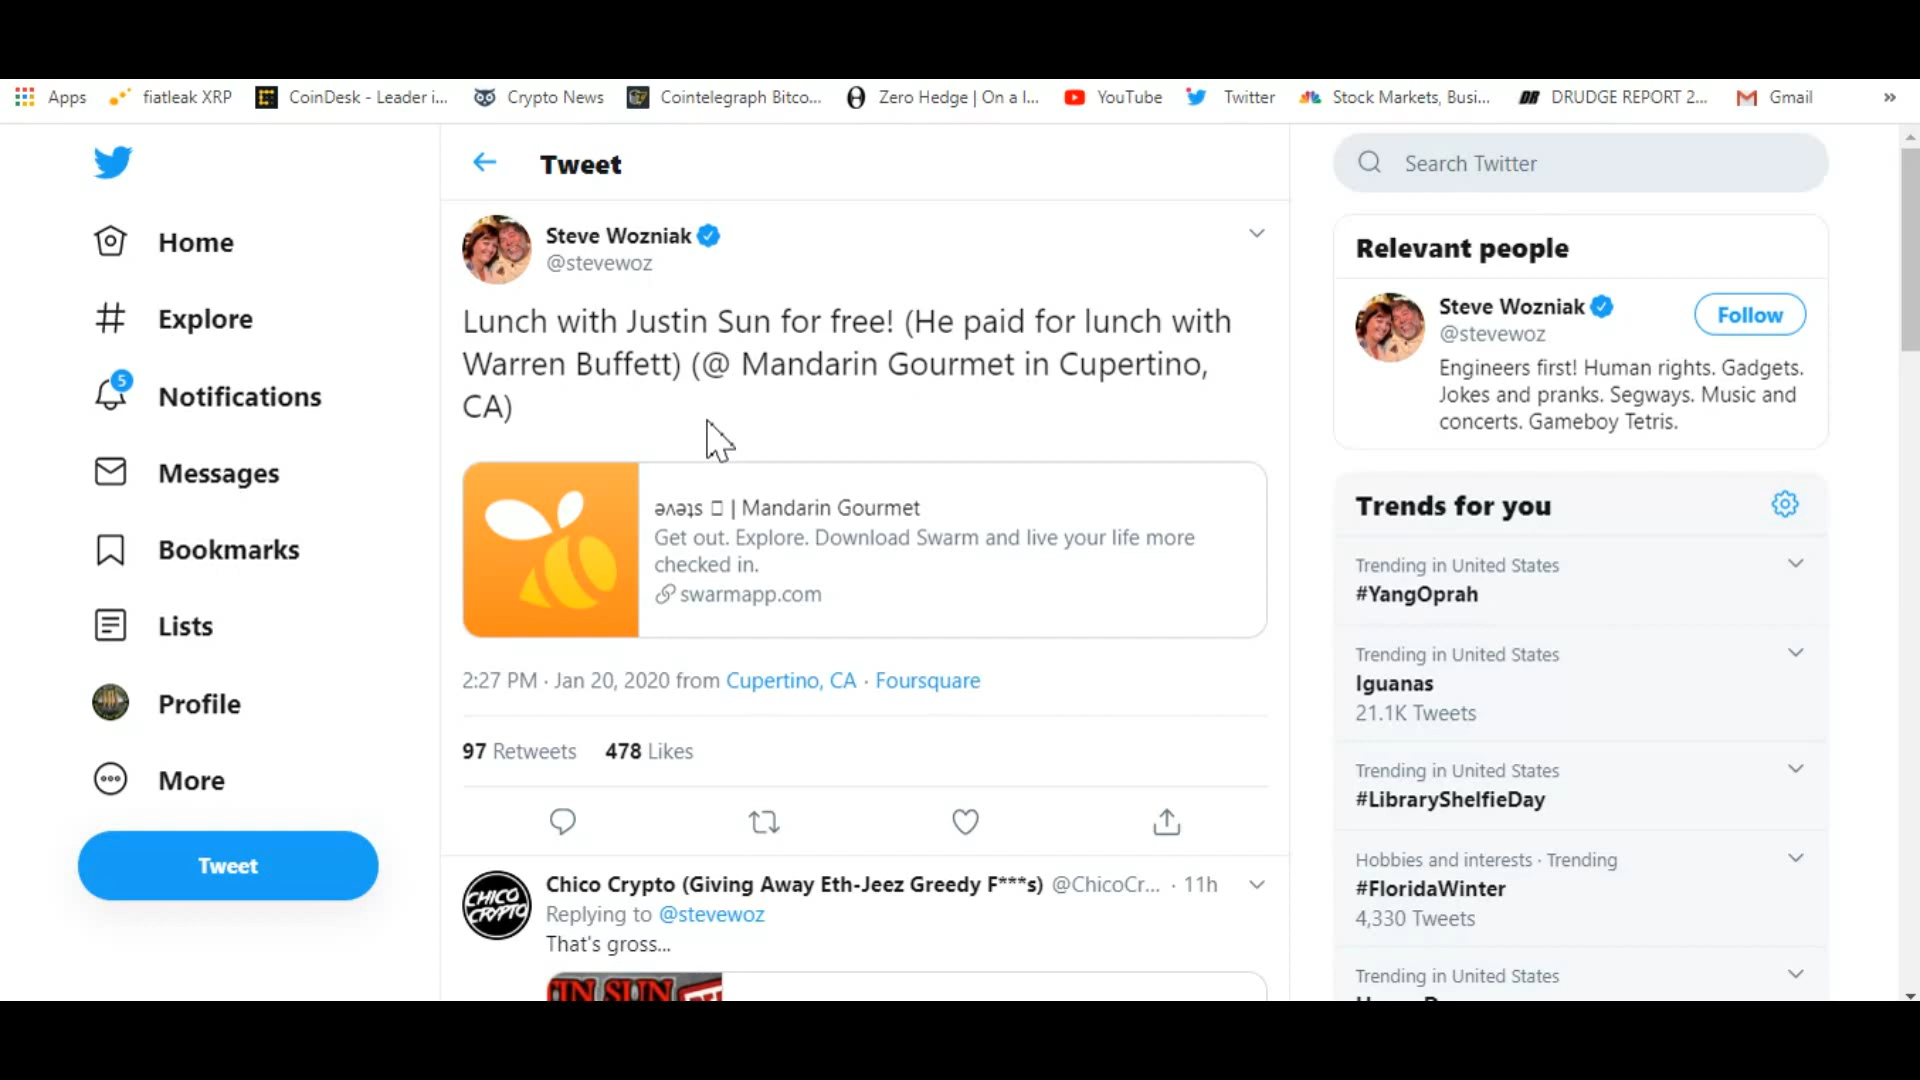 Apps fiatleak XRP CoinDesk - Leader i... Crypto News Cointelegraph Bitco... Zero Hedge | On a l... YouTube Twitter Stock Markets, Busi... DRUDGE REPORT 2... Gmail »
Home
Explore
5
Notifications
Messages
Bookmarks
Lists
Profile
More
Tweet
Tweet
Steve Wozniak
@stevewoz
Lunch with Justin Sun for free! (He paid for lunch with
Warren Buffett) (@ Mandarin Gourmet in Cupertino,
CA)
ǝʌǝʇs | Mandarin Gourmet
Get out. Explore. Download Swarm and live your life more
checked in.
swarmapp.com
2:27 PM · Jan 20, 2020 from Cupertino, CA · Foursquare
97 Retweets 478 Likes
Chico Crypto (Giving Away Eth-Jeez Greedy F***s) @ChicoCr... · 11h
Replying to @stevewoz
That's gross...
CHICO
CRYPTO
Search Twitter
Relevant people
Steve Wozniak
Follow
@stevewoz
Engineers first! Human rights. Gadgets.
Jokes and pranks. Segways. Music and
concerts. Gameboy Tetris.
Trends for you
Trending in United States
#YangOprah
Trending in United States
Iguanas
21.1K Tweets
Trending in United States
#LibraryShelfieDay
Hobbies and interests · Trending
#FloridaWinter
4,330 Tweets
Trending in United States